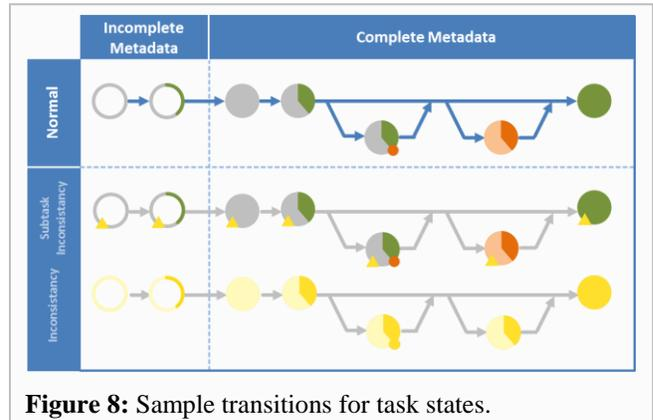 Incomplete
Metadata
Complete Metadata
Normal
Subtask
Inconsistancy
Inconsistancy
Figure 8: Sample transitions for task states.